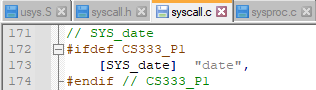 usys.S syscall.h syscall.c sysproc.c
171 // SYS_date
172 #ifdef CS333_P1
173 [SYS_date] "date",
174 #endif // CS333_P1